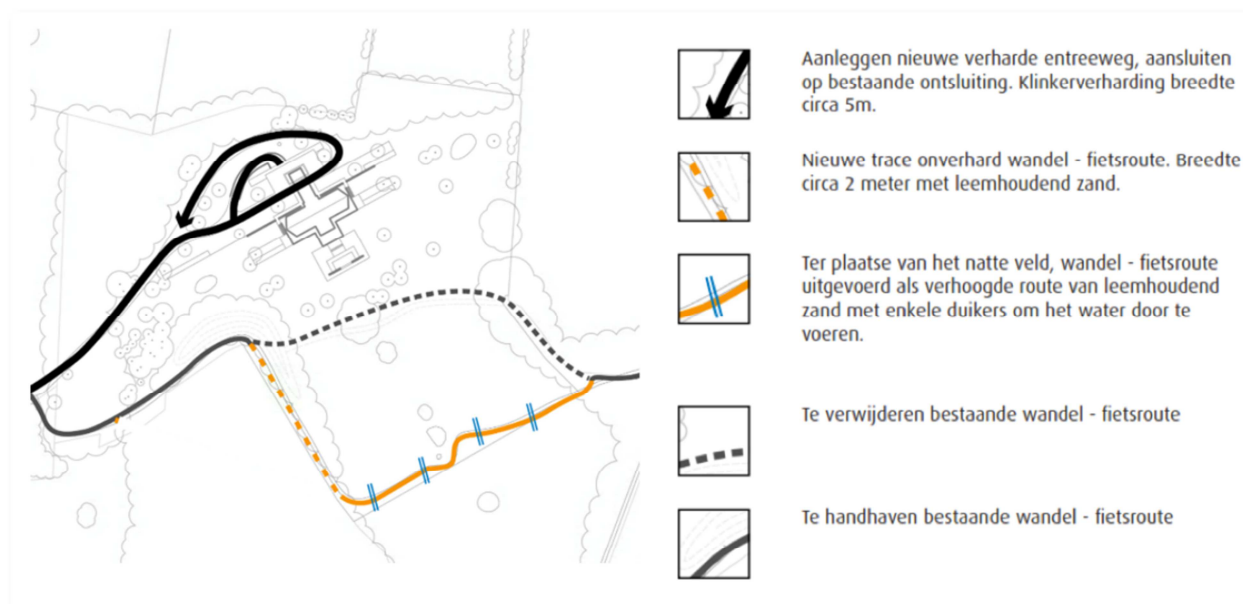 Aanleggen nieuwe verharde entreeweg, aansluiten
op bestaande ontsluiting. Klinkerverharding breedte
circa 5m.
Nieuwe trace onverhard wandel - fietsroute. Breedte
circa 2 meter met leemhoudend zand.
Ter plaatse van het natte veld, wandel - fietsroute
uitgevoerd als verhoogde route van leemhoudend
zand met enkele duikers om het water door te
voeren.
Te verwijderen bestaande wandel - fietsroute
Te handhaven bestaande wandel - fietsroute